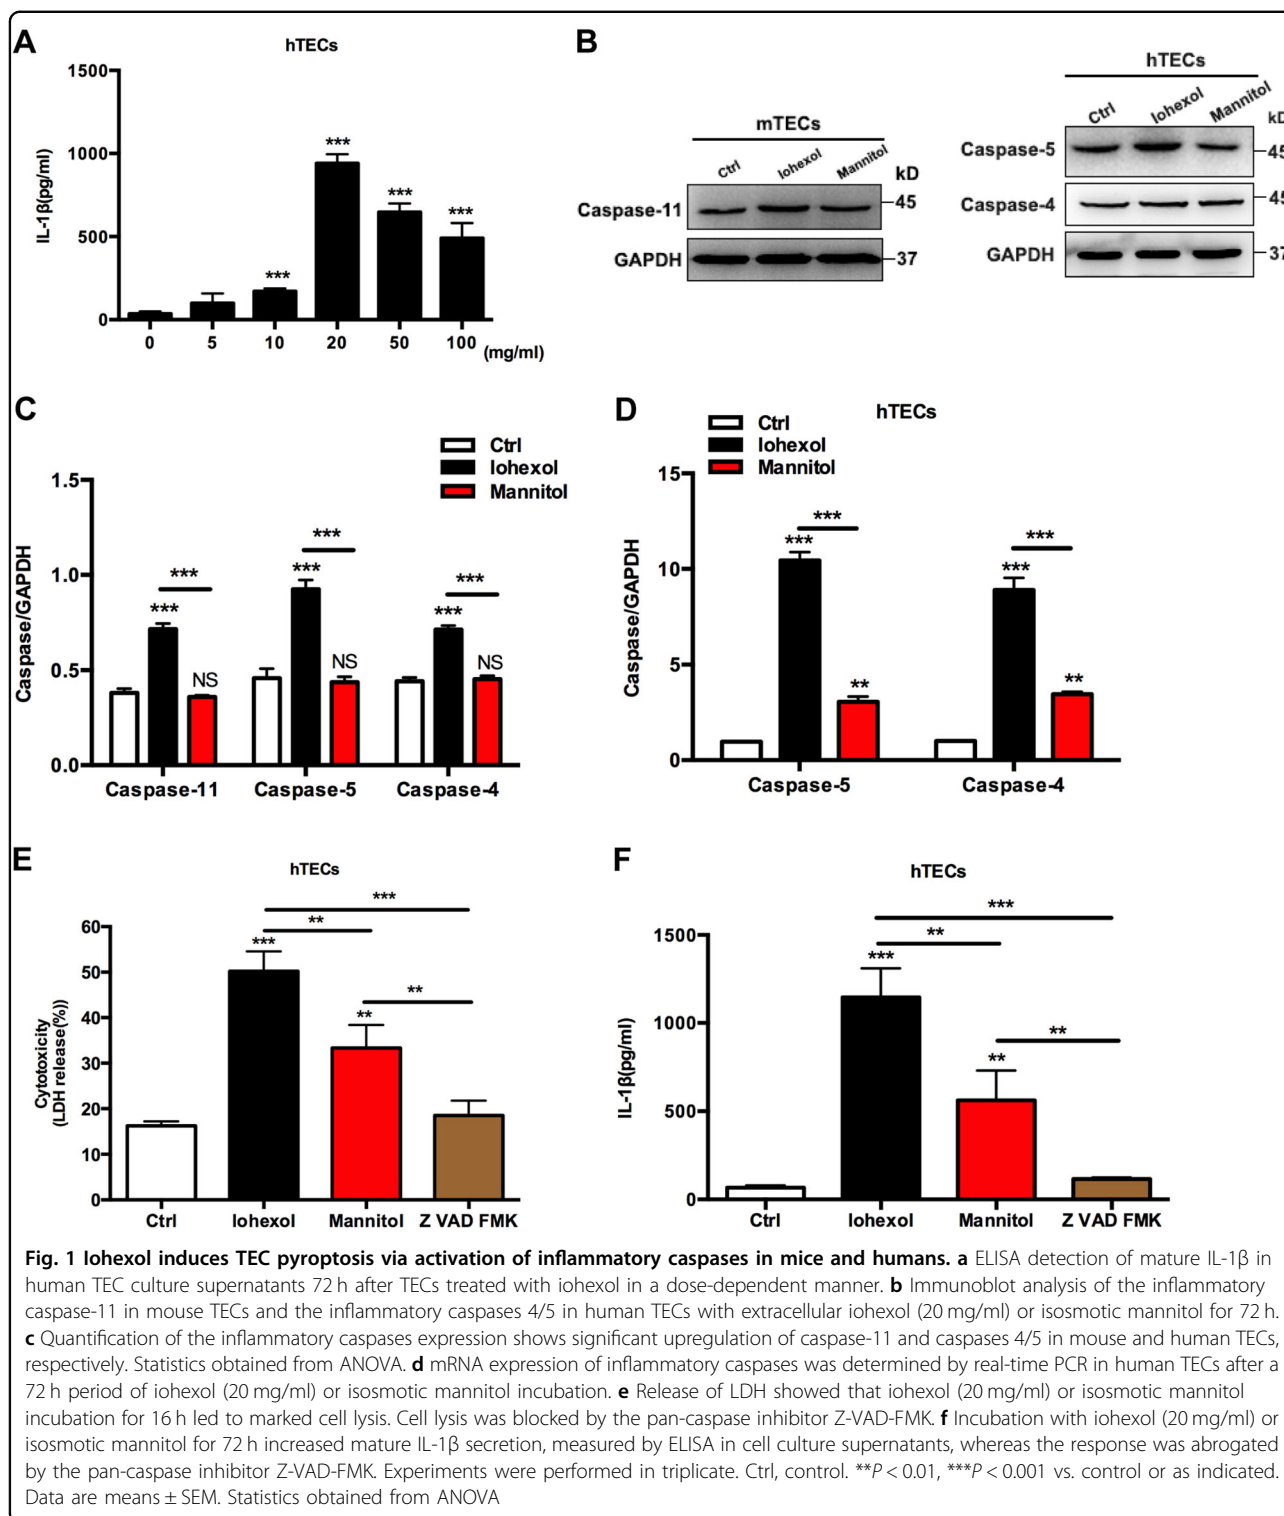 A
hTECs
IL-1β(pg/ml)
1500
1000
500
0
***
***
***
***
0 5 10 20 50 100 (mg/ml)
B
mTECs
Ctrl Iohexol Mannitol
kD
Caspase-11
45
GAPDH
37
hTECs
Ctrl Iohexol Mannitol
kD
Caspase-5
45
Caspase-4
45
GAPDH
37
C
Ctrl
Iohexol
Mannitol
Caspase/GAPDH
1.5
1.0
0.5
0.0
*** *** NS
*** *** NS
*** *** NS
Caspase-11 Caspase-5 Caspase-4
D
hTECs
Ctrl
Iohexol
Mannitol
Caspase/GAPDH
15
10
5
0
*** *** **
*** *** **
Caspase-5 Caspase-4
E
hTECs
Cytotoxicity
(LDH release(%))
60
50
40
30
20
10
0
***
**
***
**
**
Ctrl Iohexol Mannitol Z VAD FMK
F
hTECs
IL-1β(pg/ml)
1500
1000
500
0
***
**
***
**
**
Ctrl Iohexol Mannitol Z VAD FMK
Fig. 1 Iohexol induces TEC pyroptosis via activation of inflammatory caspases in mice and humans. a ELISA detection of mature IL-1β in
human TEC culture supernatants 72 h after TECs treated with iohexol in a dose-dependent manner. b Immunoblot analysis of the inflammatory
caspase-11 in mouse TECs and the inflammatory caspases 4/5 in human TECs with extracellular iohexol (20 mg/ml) or isosmotic mannitol for 72 h.
c Quantification of the inflammatory caspases expression shows significant upregulation of caspase-11 and caspases 4/5 in mouse and human TECs,
respectively. Statistics obtained from ANOVA. d mRNA expression of inflammatory caspases was determined by real-time PCR in human TECs after a
72 h period of iohexol (20 mg/ml) or isosmotic mannitol incubation. e Release of LDH showed that iohexol (20 mg/ml) or isosmotic mannitol
incubation for 16 h led to marked cell lysis. Cell lysis was blocked by the pan-caspase inhibitor Z-VAD-FMK. f Incubation with iohexol (20 mg/ml) or
isosmotic mannitol for 72 h increased mature IL-1β secretion, measured by ELISA in cell culture supernatants, whereas the response was abrogated
by the pan-caspase inhibitor Z-VAD-FMK. Experiments were performed in triplicate. Ctrl, control. **P < 0.01, ***P < 0.001 vs. control or as indicated.
Data are means ± SEM. Statistics obtained from ANOVA